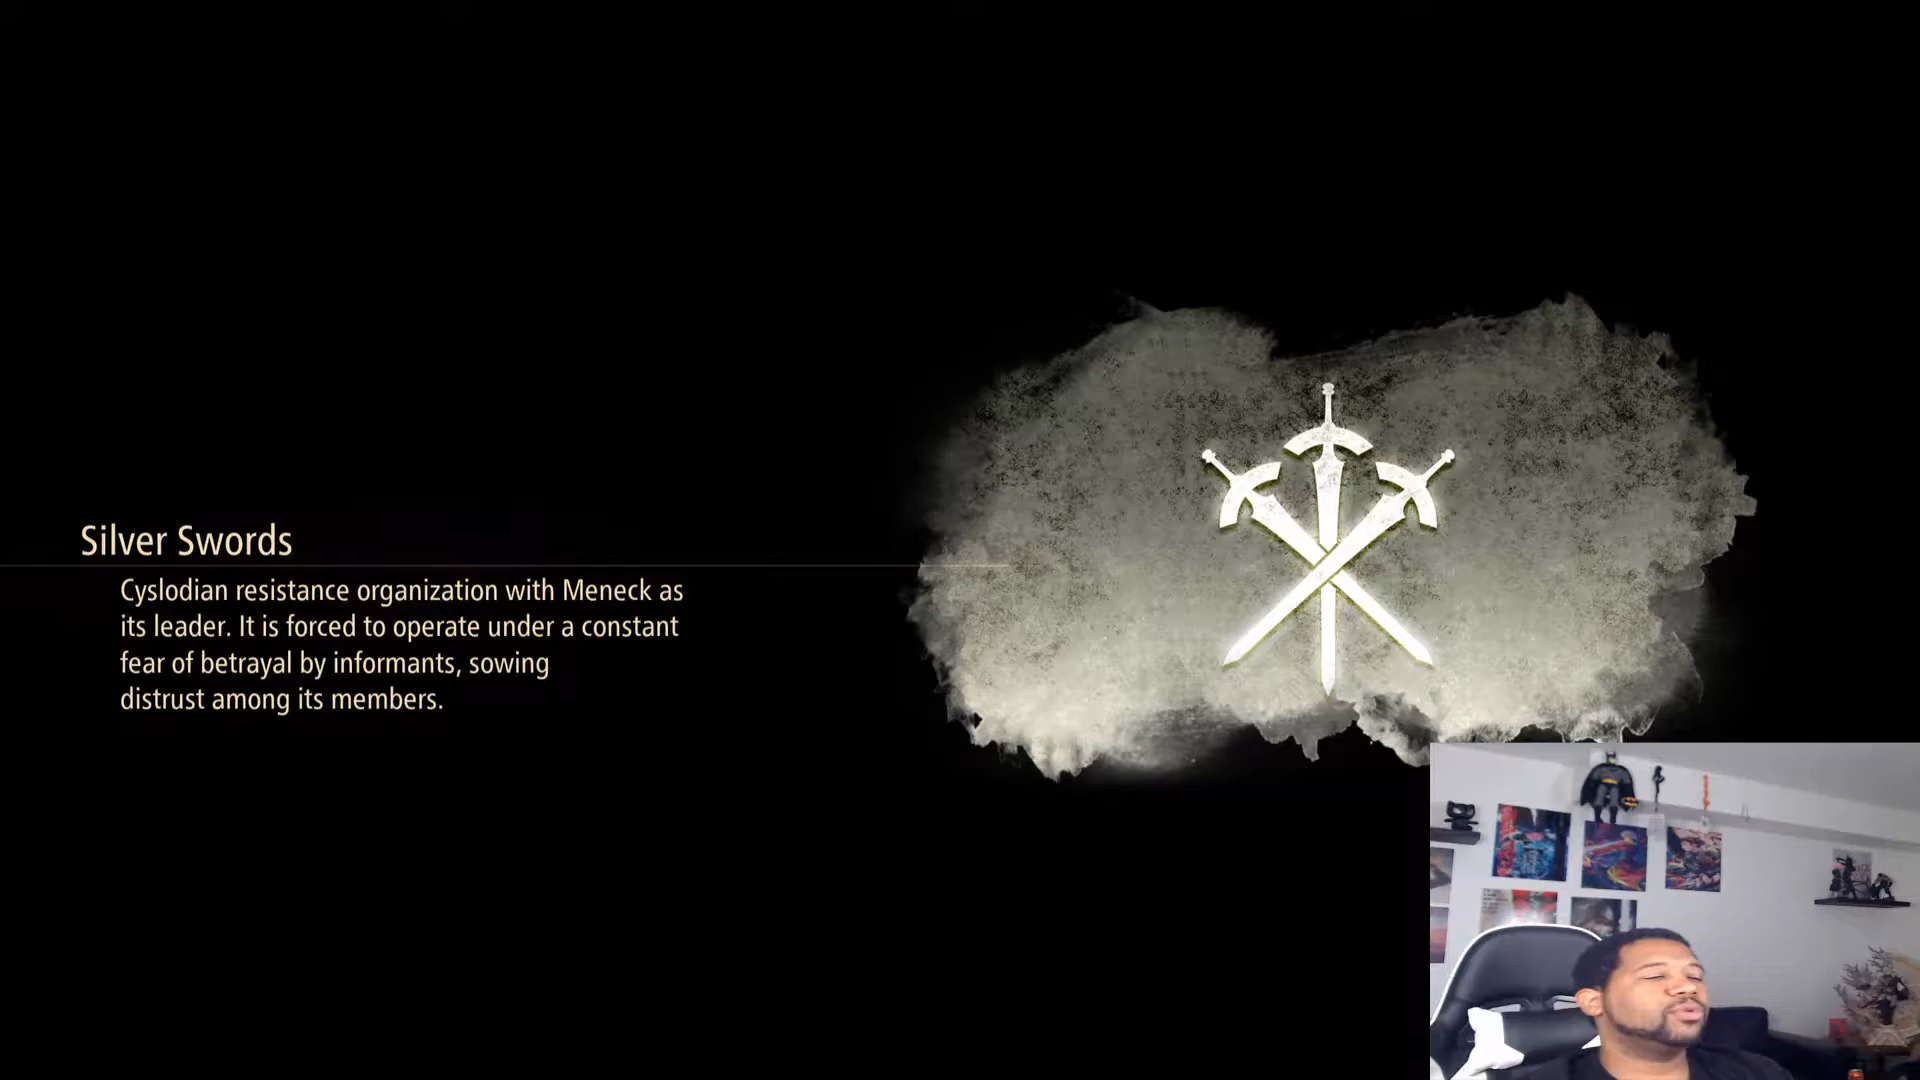 Silver Swords
Cyslodian resistance organization with Meneck as
its leader. It is forced to operate under a constant
fear of betrayal by informants, sowing
distrust among its members.